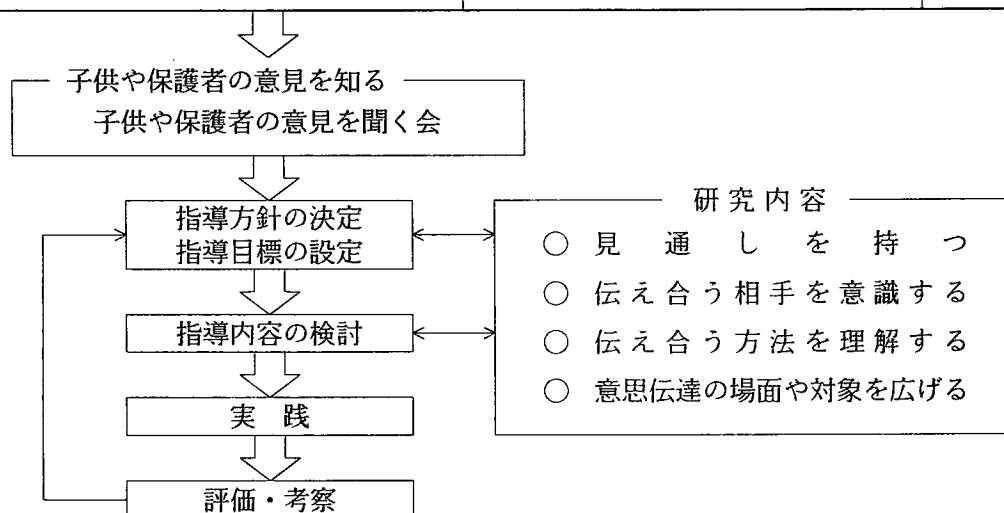 子供や保護者の意見を知る
子供や保護者の意見を聞く会
指導方針の決定
指導目標の設定
指導内容の検討
実 践
評価・考察
研究内容
○ 見通しを持つ
○ 伝え合う相手を意識する
○ 伝え合う方法を理解する
○ 意思伝達の場面や対象を広げる